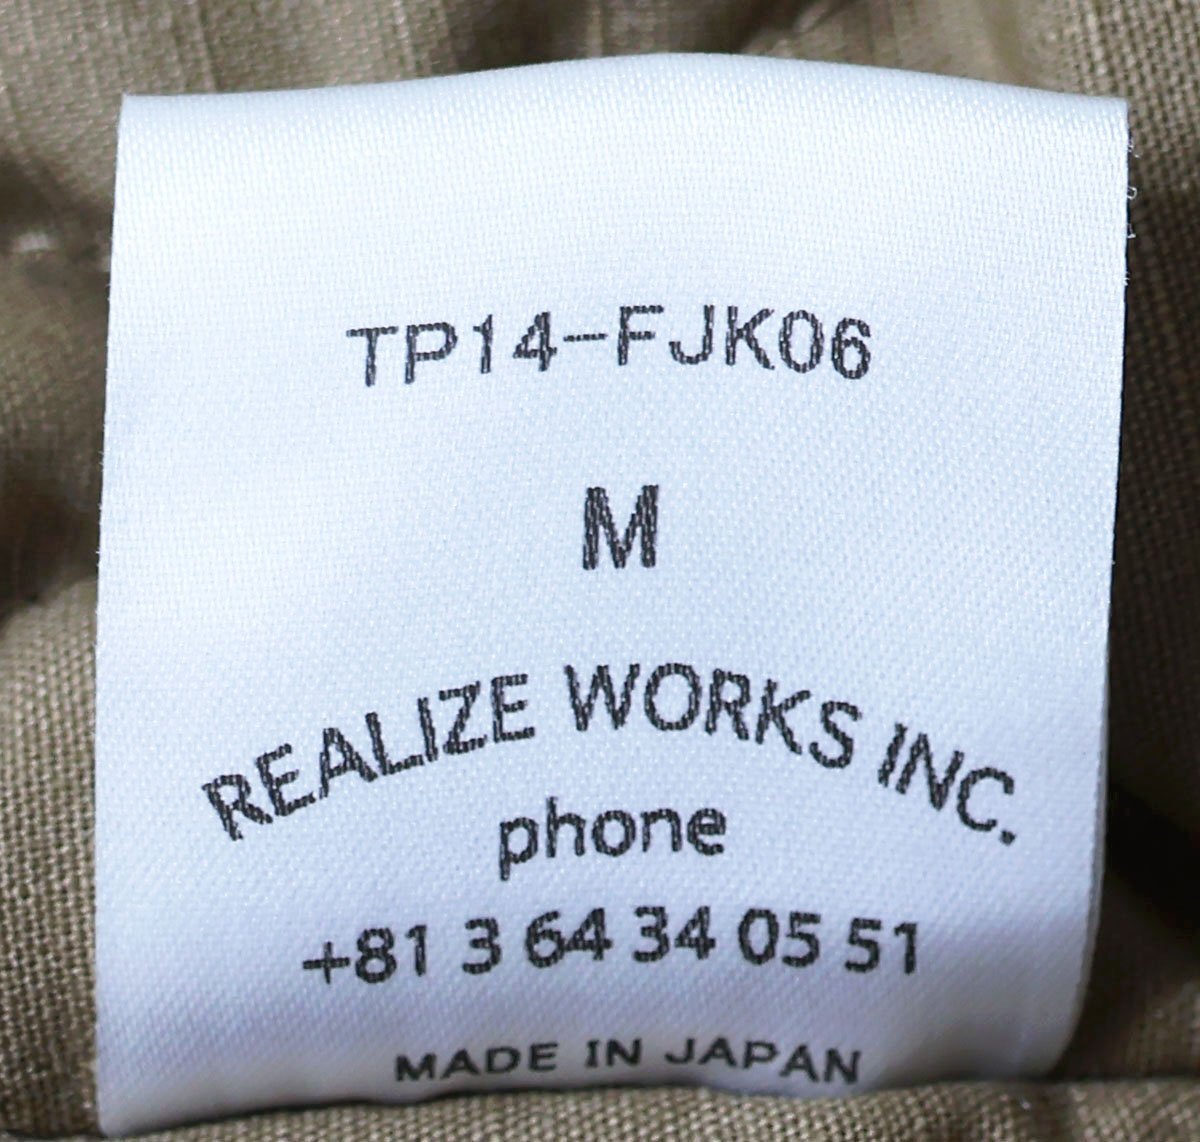 TP14-FJK06
M
REALIZE WORKS INC.
phone
+81 3 64 34 05 51
MADE IN JAPAN